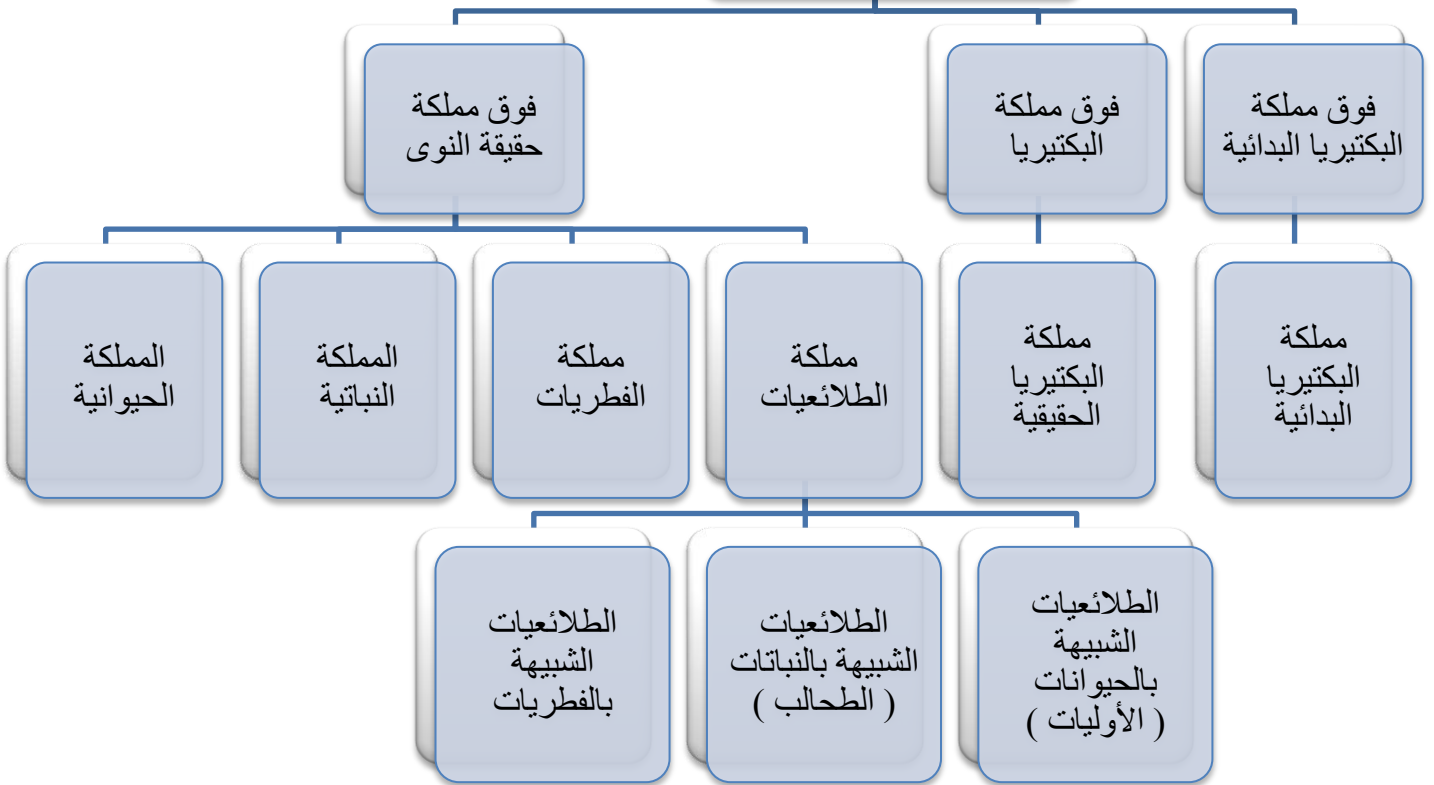 فوق مملكة
البكتيريا البدائية
فوق مملكة
البكتيريا
فوق مملكة
حقيقة النوى
مملكة
البكتيريا
البدائية
مملكة
البكتيريا
الحقيقية
مملكة
الطلائعيات
مملكة
الفطريات
المملكة
النباتية
المملكة
الحيوانية
الطلائعيات
الشبيهة
بالحيوانات
( الأوليات )
الطلائعيات
الشبيهة بالنباتات
( الطحالب )
الطلائعيات
الشبيهة
بالفطريات